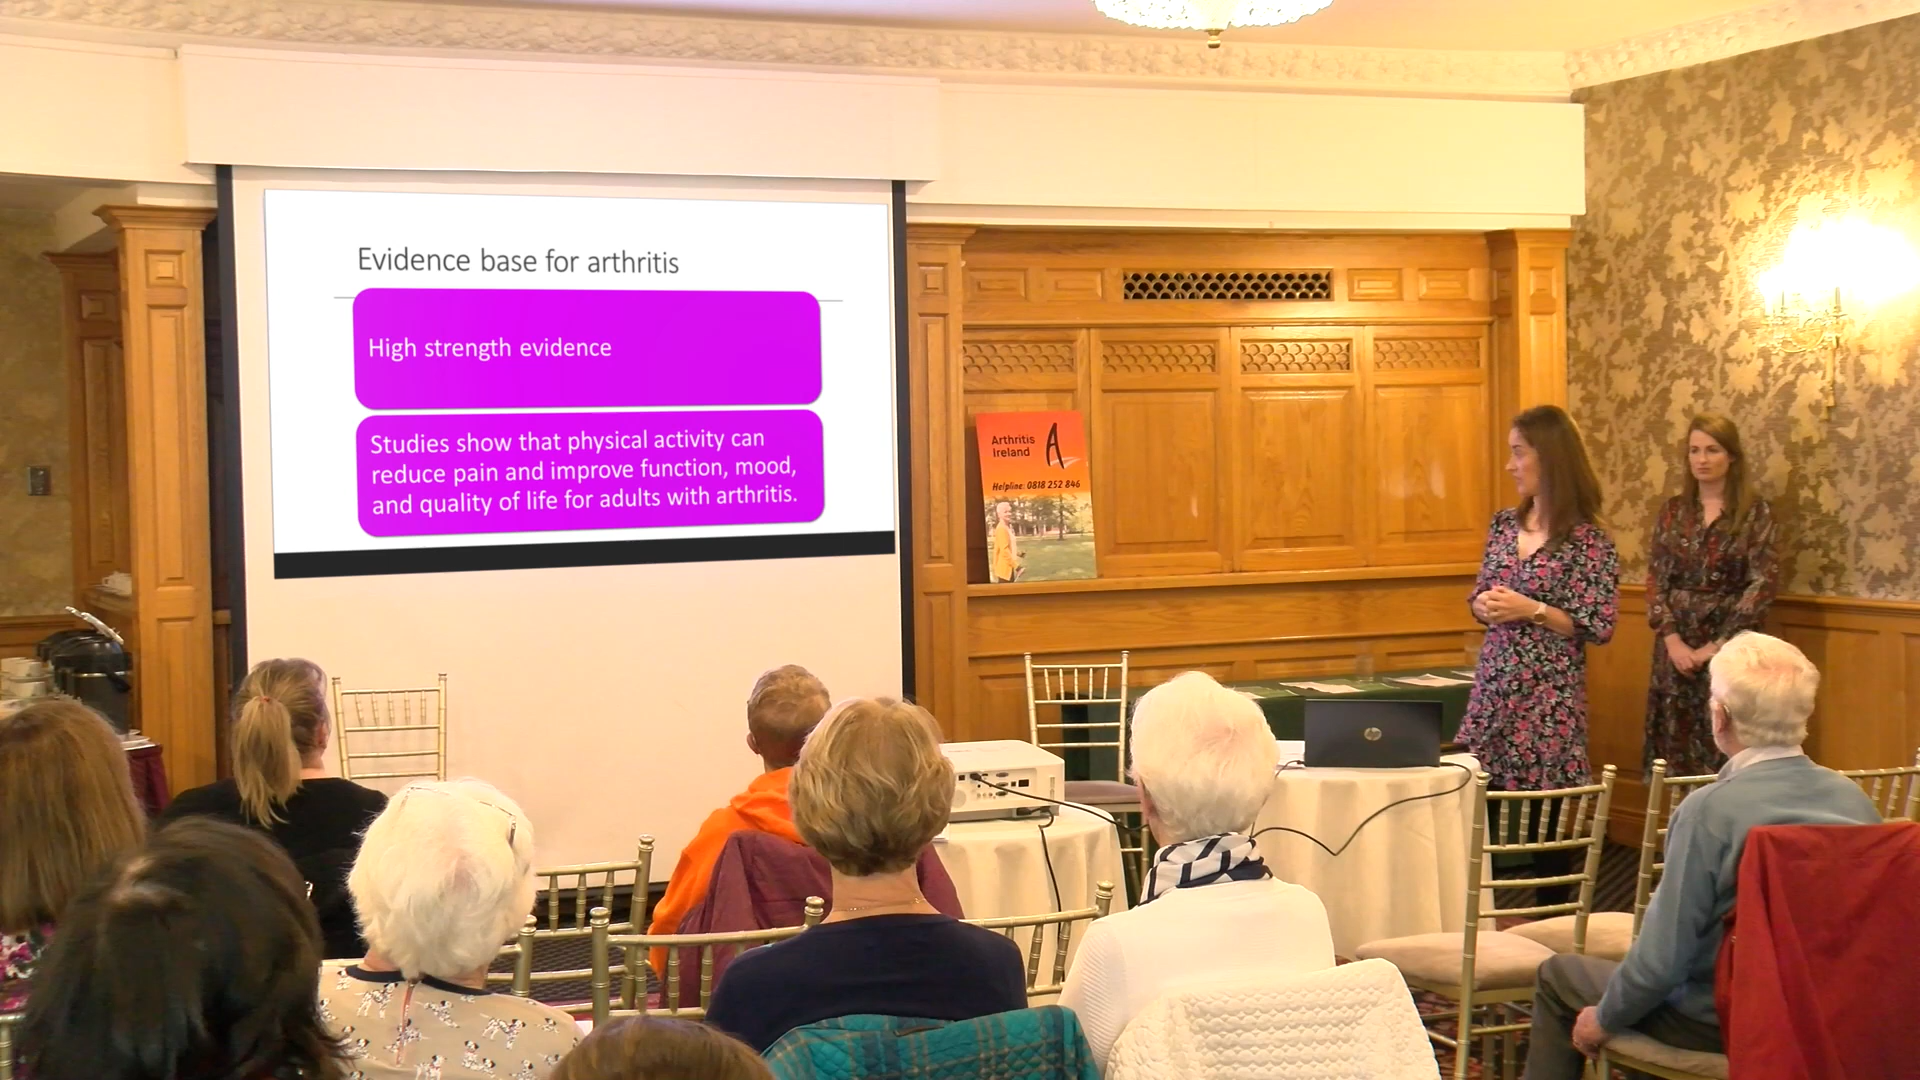 Evidence base for arthritis
High strength evidence
Studies show that physical activity can
reduce pain and improve function, mood,
and quality of life for adults with arthritis.
Arthritis
Ireland
Helpline: 0818 252 846
hp